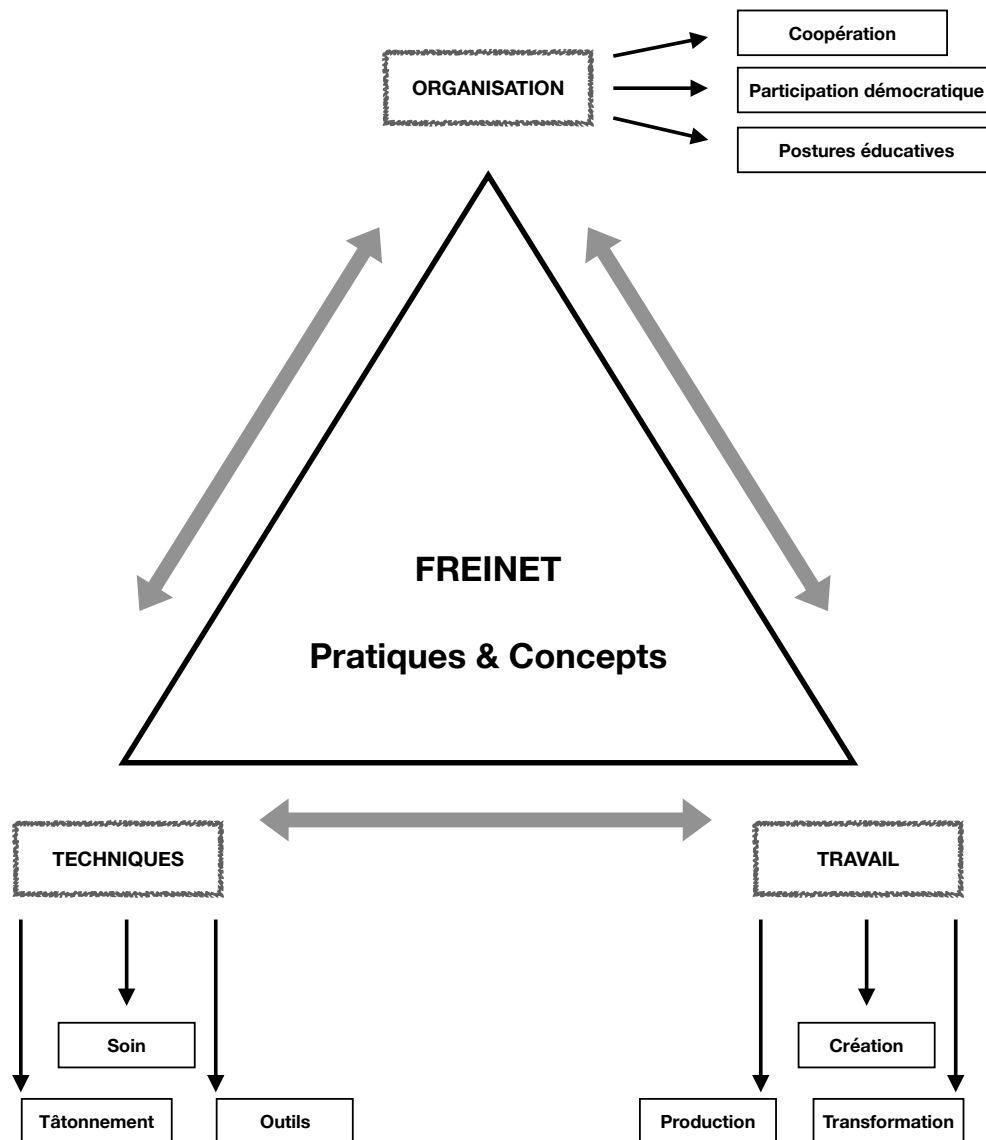 Coopération
ORGANISATION
Participation démocratique
Postures éducatives
FREINET
Pratiques & Concepts
TECHNIQUES
TRAVAIL
Soin
Création
Tâtonnement
Outils
Production
Transformation